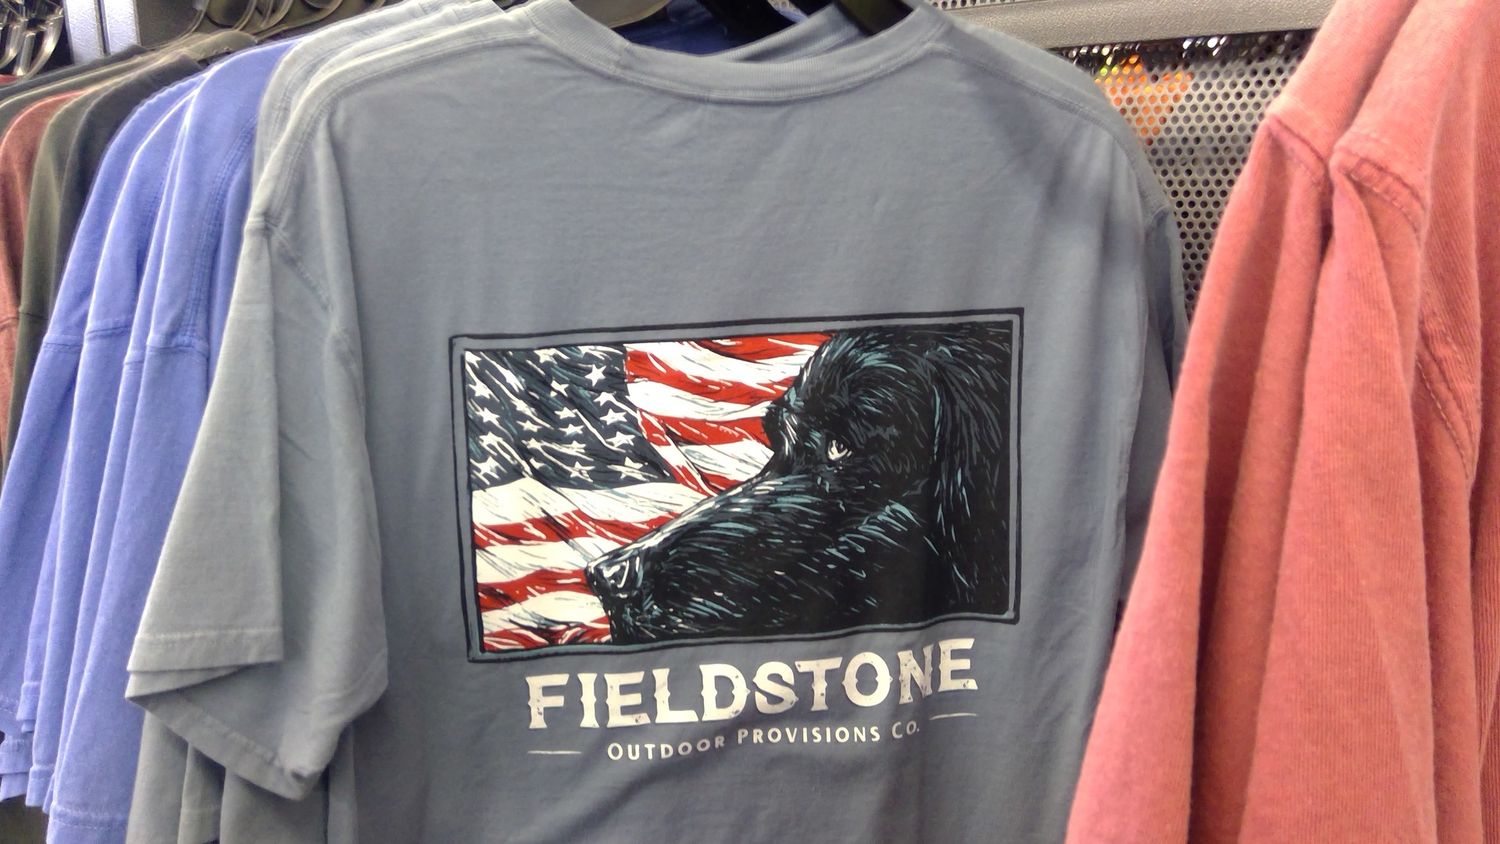 FIELDSTONE
OUTDOOR PROVISIONS CO.